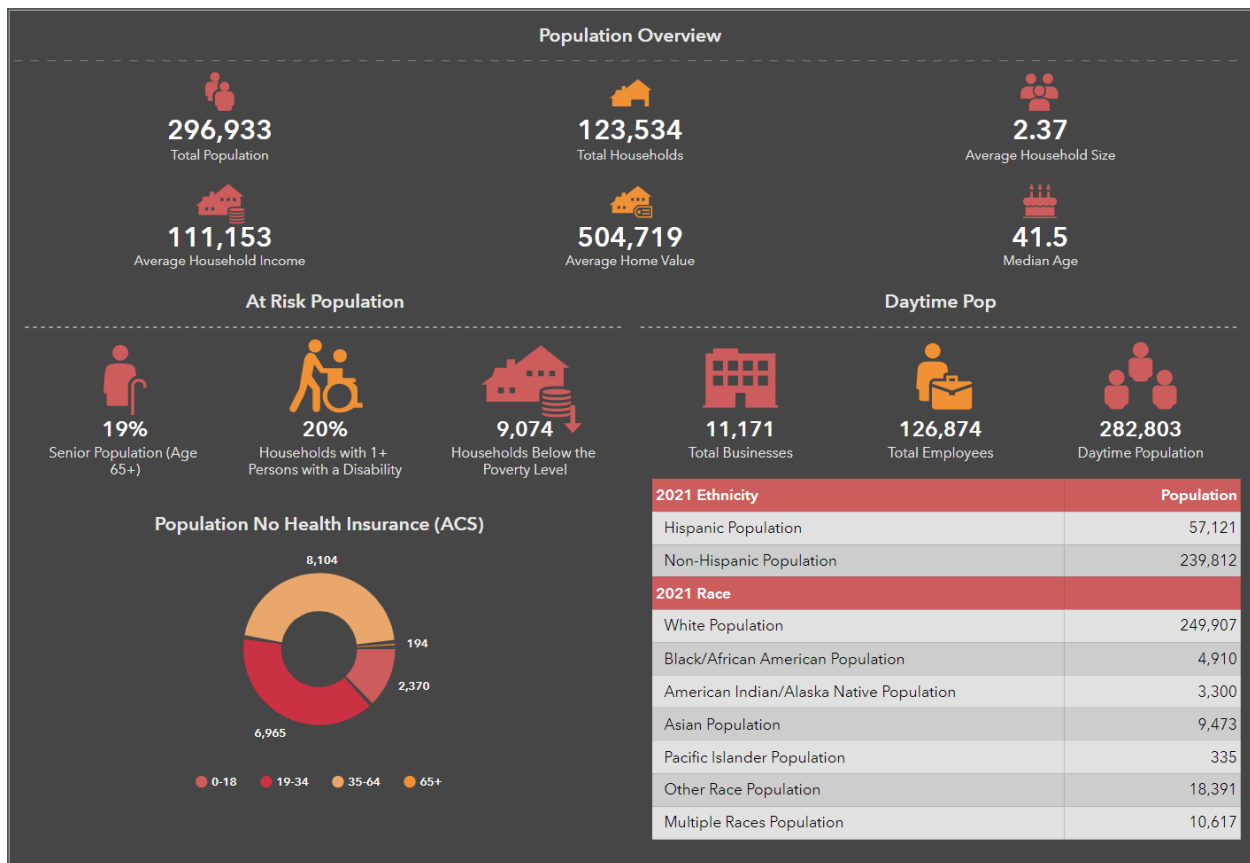 Population Overview
296,933
Total Population
123,534
Total Households
2.37
Average Household Size
111,153
Average Household Income
504,719
Average Home Value
41.5
Median Age
At Risk Population
19%
Senior Population (Age
65+)
20%
Households with 1+
Persons with a Disability
9,074
Households Below the
Poverty Level
Daytime Pop
11,171
Total Businesses
126,874
Total Employees
282,803
Daytime Population
Population No Health Insurance (ACS)
8,104
194
2,370
6,965
0-18 19-34 35-64 65+
2021 Ethnicity Population
Hispanic Population 57,121
Non-Hispanic Population 239,812
2021 Race
White Population 249,907
Black/African American Population 4,910
American Indian/Alaska Native Population 3,300
Asian Population 9,473
Pacific Islander Population 335
Other Race Population 18,391
Multiple Races Population 10,617